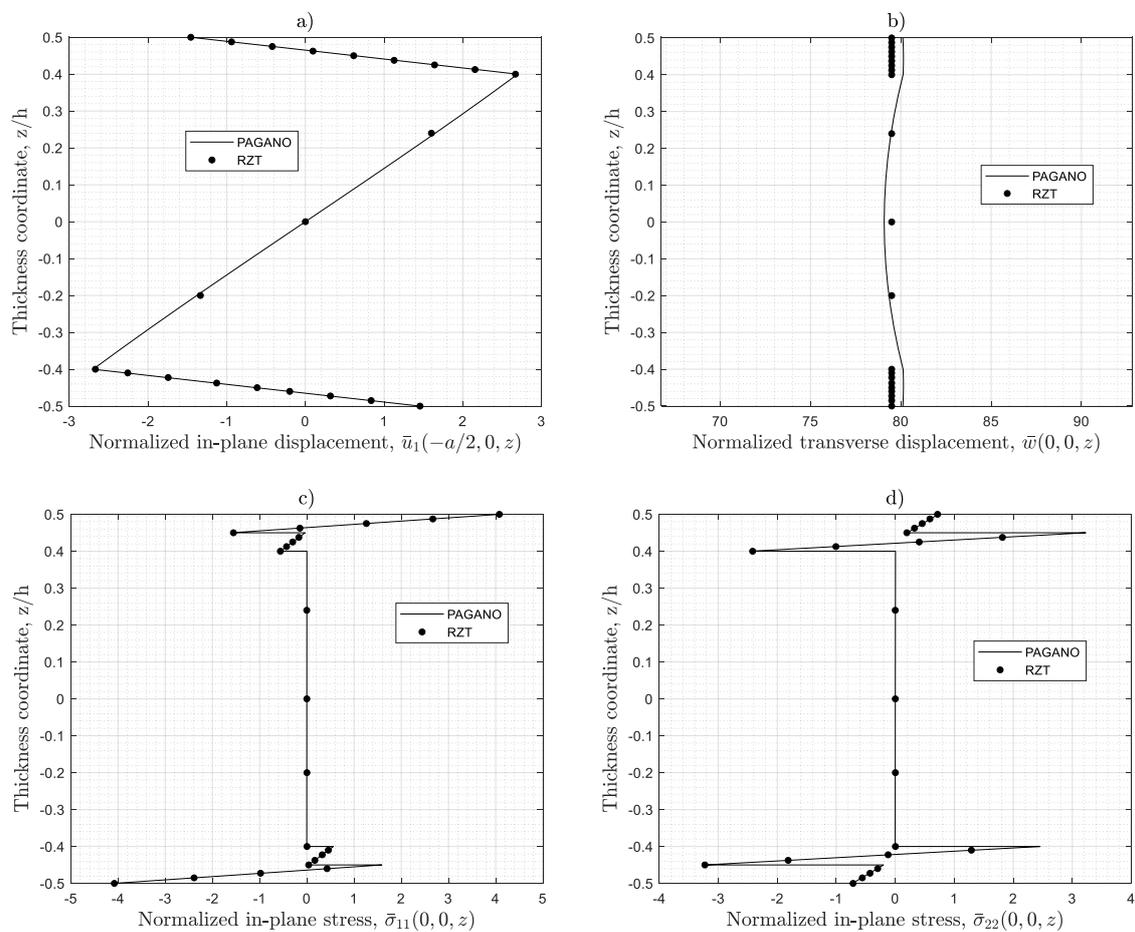 a)
0.5
0.4
0.3
0.2
0.1
0
-0.1
-0.2
-0.3
-0.4
-0.5
-3 -2 -1 0 1 2 3
Thickness coordinate, z/h
PAGANO
RZT
Normalized in-plane displacement, ū₁(−a/2, 0, z)
b)
0.5
0.4
0.3
0.2
0.1
0
-0.1
-0.2
-0.3
-0.4
-0.5
70 75 80 85 90
Thickness coordinate, z/h
PAGANO
RZT
Normalized transverse displacement, w̄(0, 0, z)
c)
0.5
0.4
0.3
0.2
0.1
0
-0.1
-0.2
-0.3
-0.4
-0.5
-5 -4 -3 -2 -1 0 1 2 3 4 5
Thickness coordinate, z/h
PAGANO
RZT
Normalized in-plane stress, σ̄₁₁(0, 0, z)
d)
0.5
0.4
0.3
0.2
0.1
0
-0.1
-0.2
-0.3
-0.4
-0.5
-4 -3 -2 -1 0 1 2 3 4
Thickness coordinate, z/h
PAGANO
RZT
Normalized in-plane stress, σ̄₂₂(0, 0, z)